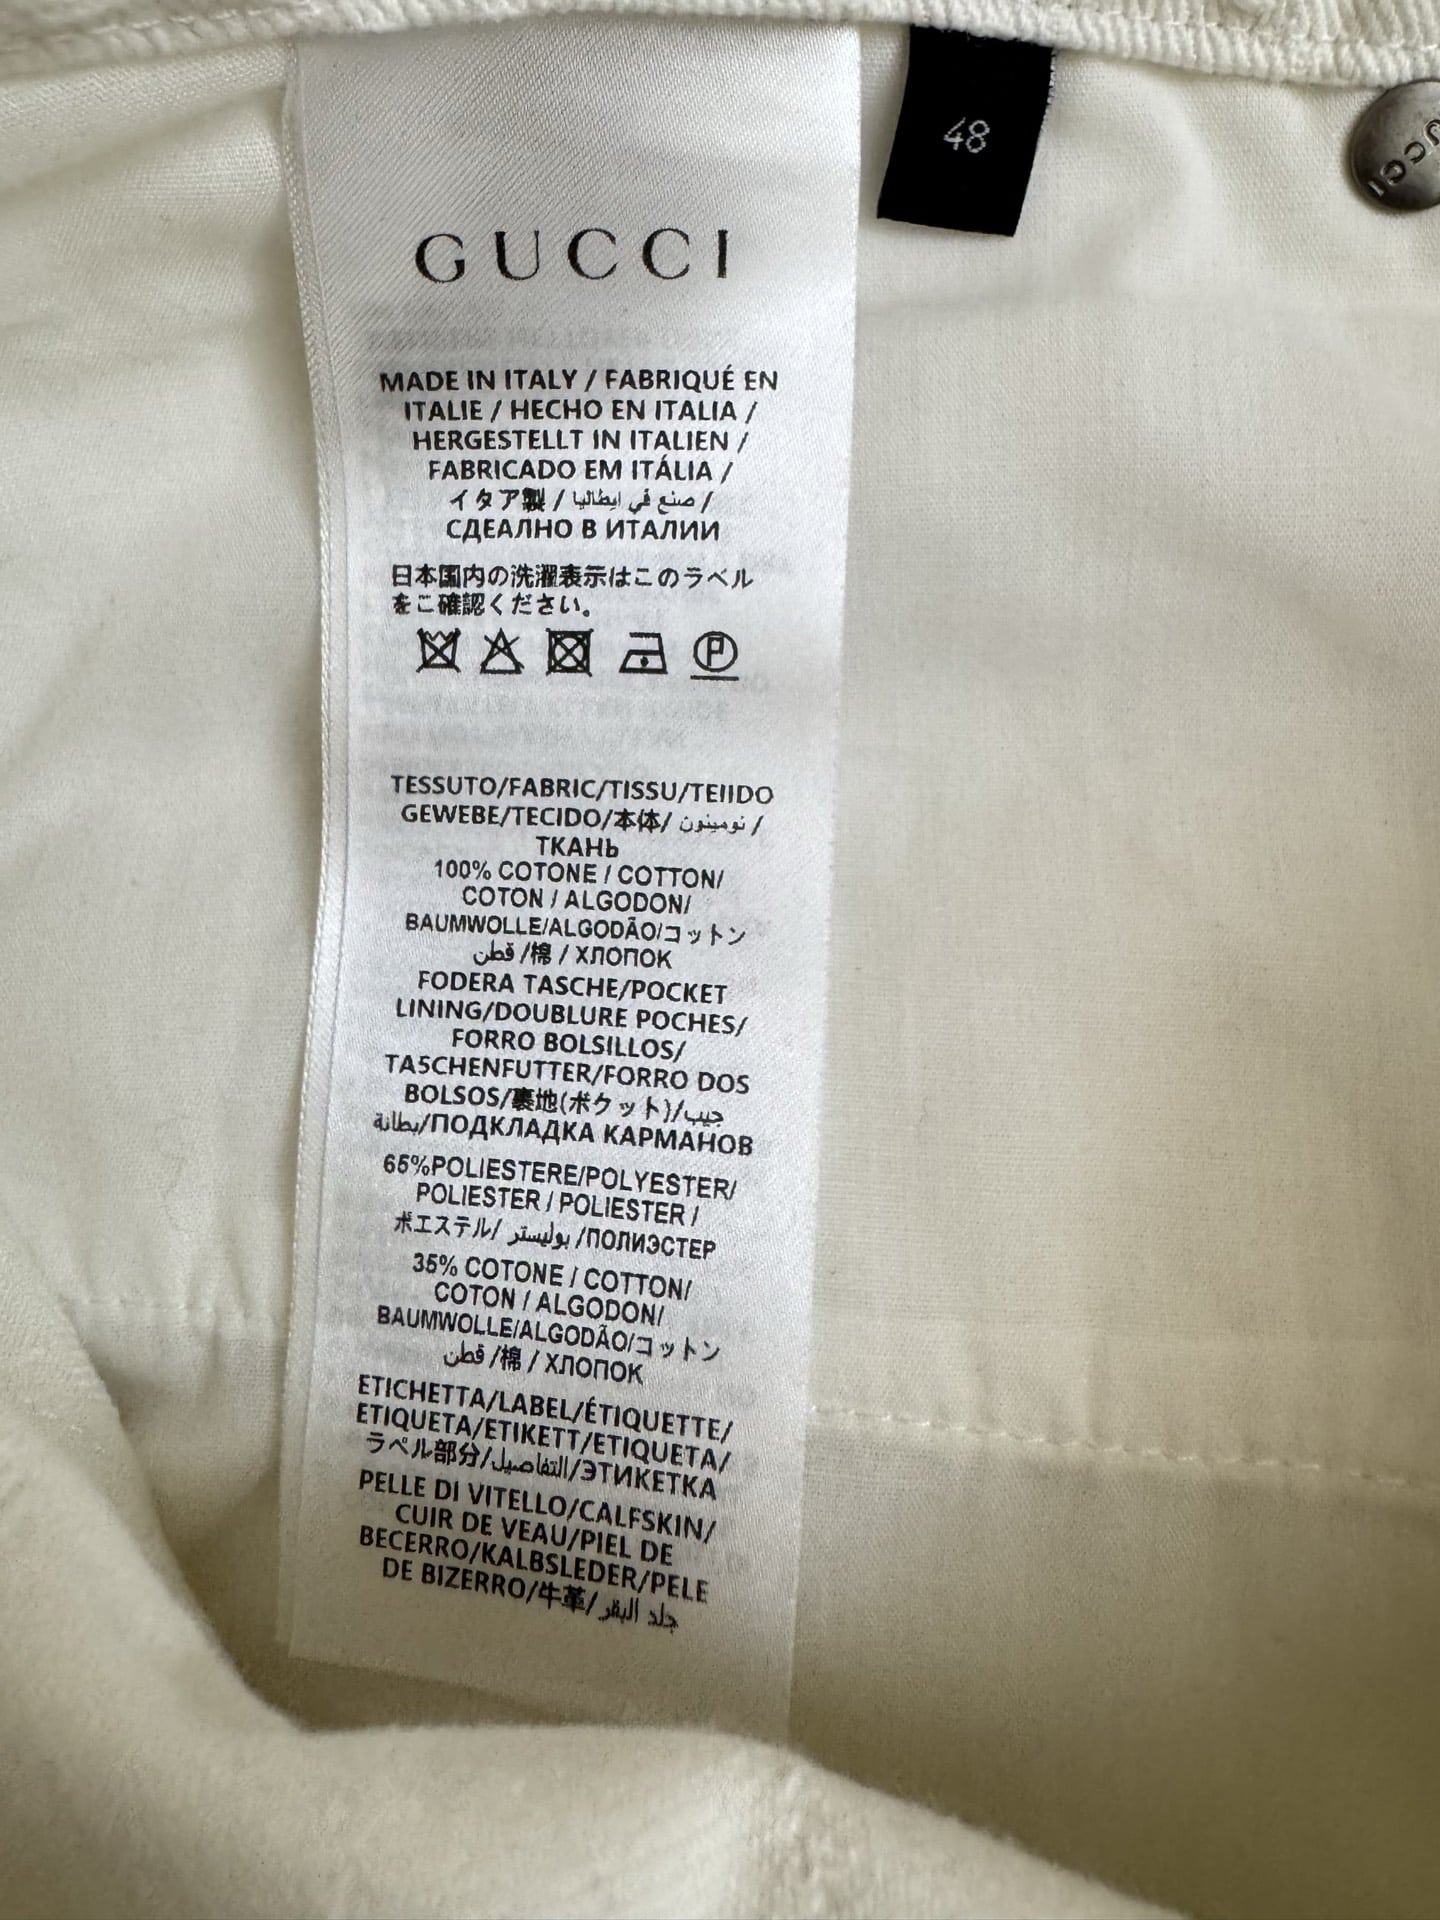 48
GUCCI
GUCCI
MADE IN ITALY / FABRIQUÉ EN
ITALIE / HECHO EN ITALIA /
HERGESTELLT IN ITALIEN /
FABRICADO EM ITÁLIA /
イタリア製 / صنع في إيطاليا /
СДЕЛАНО В ИТАЛИИ
日本国内の洗濯表示はこのラベル
をご確認ください。
P
TESSUTO/FABRIC/TISSU/TEIIDO
GEWEBE/TECIDO/本体/ نومينون /
ТКАНЬ
100% COTONE / COTTON/
COTON / ALGODON/
BAUMWOLLE/ALGODÃO/コットン
قطن /棉 / ХЛОПОК
FODERA TASCHE/POCKET
LINING/DOUBLURE POCHES/
FORRO BOLSILLOS/
TA5CHENFUTTER/FORRO DOS
BOLSOS/裏地(ポケット)/جيب
بطانة/ПОДКЛАДКА КАРМАНОВ
65%POLIESTERE/POLYESTER/
POLIESTER / POLIESTER /
ポエステル/ بوليستر /ПОЛИЭСТЕР
35% COTONE / COTTON/
COTON / ALGODON/
BAUMWOLLE/ALGODÃO/コットン
قطن /棉 / ХЛОПОК
ETICHETTA/LABEL/ÉTIQUETTE/
ETIQUETA/ETIKETT/ETIQUETA/
ラペル部分/التفاصيل/ЭТИКЕТКА
PELLE DI VITELLO/CALFSKIN/
CUIR DE VEAU/PIEL DE
BECERRO/KALBSLEDER/PELE
DE BIZERRO/牛革/ جلد البقر